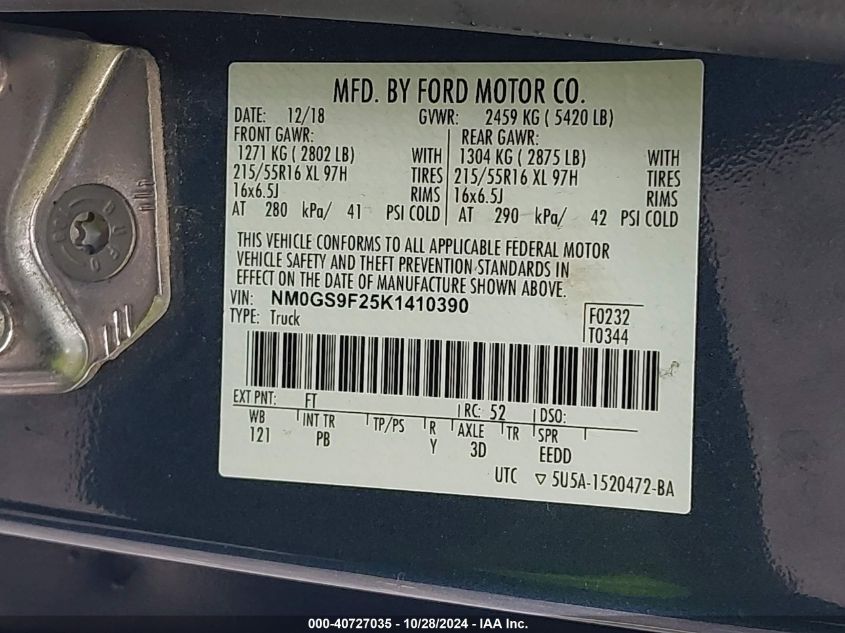 MFD. BY FORD MOTOR CO.
DATE: 12/18 GVWR: 2459 KG ( 5420 LB)
FRONT GAWR: REAR GAWR:
1271 KG ( 2802 LB) WITH 1304 KG ( 2875 LB) WITH
215/55R16 XL 97H TIRES 215/55R16 XL 97H TIRES
16x6.5J RIMS 16x6.5J RIMS
AT 280 kPa/ 41 PSI COLD AT 290 kPa/ 42 PSI COLD
THIS VEHICLE CONFORMS TO ALL APPLICABLE FEDERAL MOTOR
VEHICLE SAFETY AND THEFT PREVENTION STANDARDS IN
EFFECT ON THE DATE OF MANUFACTURE SHOWN ABOVE.
VIN: NM0GS9F25K1410390
TYPE: Truck
F0232
T0344
EXT PNT: FT RC: 52 DSO:
WB INT TR TP/PS R AXLE TR SPR
121 PB Y 3D EEDD
UTC ▽ 5U5A-1520472-BA
000-40727035 - 10/28/2024 - IAA Inc.